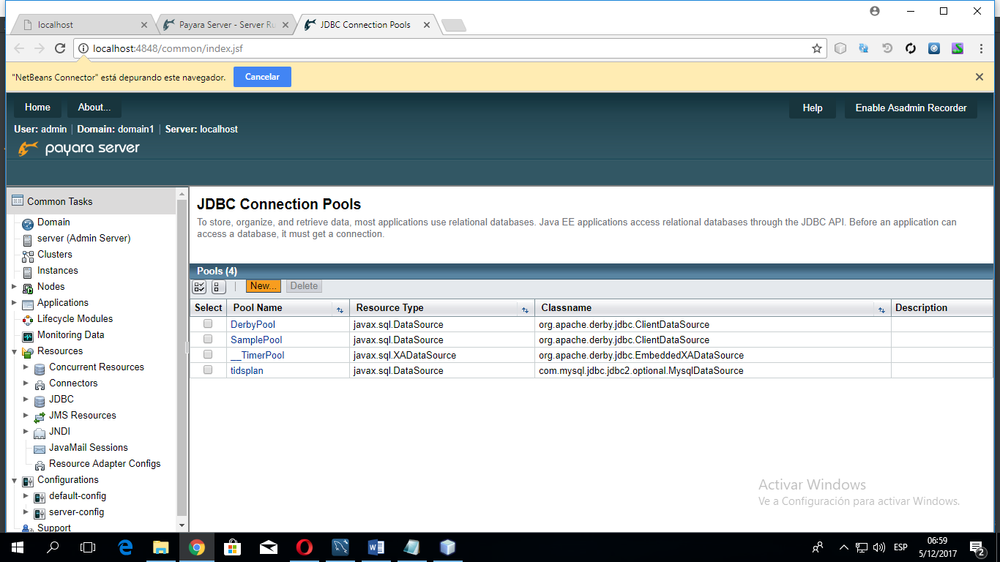 localhost
Payara Server - Server Ru
JDBC Connection Pools
localhost:4848/common/index.jsf
"NetBeans Connector" está depurando este navegador.
Cancelar
Home
About...
Help
Enable Asadmin Recorder
User: admin | Domain: domain1 | Server: localhost
payara server
Common Tasks
Domain
server (Admin Server)
Clusters
Instances
Nodes
Applications
Lifecycle Modules
Monitoring Data
Resources
Concurrent Resources
Connectors
JDBC
JMS Resources
JNDI
JavaMail Sessions
Resource Adapter Configs
Configurations
default-config
server-config
Support
JDBC Connection Pools
To store, organize, and retrieve data, most applications use relational databases. Java EE applications access relational databases through the JDBC API. Before an application can
access a database, it must get a connection.
Pools (4)
New...
Delete
Select Pool Name Resource Type Classname Description
DerbyPool javax.sql.DataSource org.apache.derby.jdbc.ClientDataSource
SamplePool javax.sql.DataSource org.apache.derby.jdbc.ClientDataSource
__TimerPool javax.sql.XADataSource org.apache.derby.jdbc.EmbeddedXADataSource
tidsplan javax.sql.DataSource com.mysql.jdbc.jdbc2.optional.MysqlDataSource
Activar Windows
Ve a Configuración para activar Windows.
ESP
06:59
5/12/2017
2